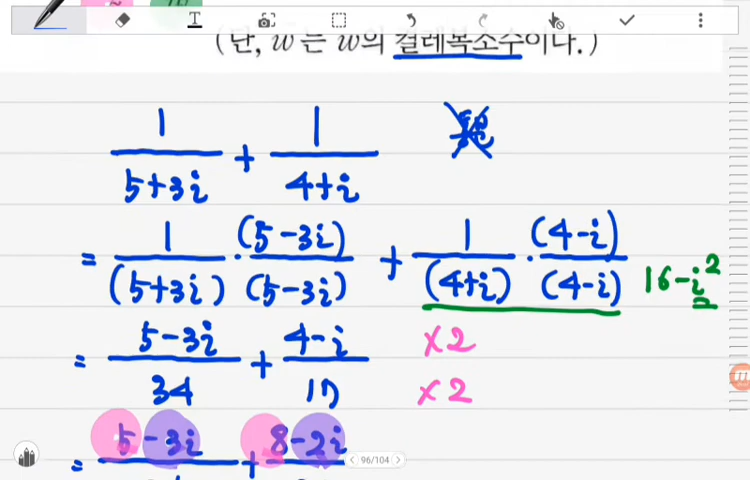 (단, w̅ 는 w의 켤레복소수이다.)
1/(5+3i) + 1/(4+i)
= 1/(5+3i) · (5-3i)/(5-3i) + 1/(4+i) · (4-i)/(4-i) 16-i²
= (5-3i)/34 + (4-i)/17 ×2 ×2
= 5-3i + 8-2i
96/104